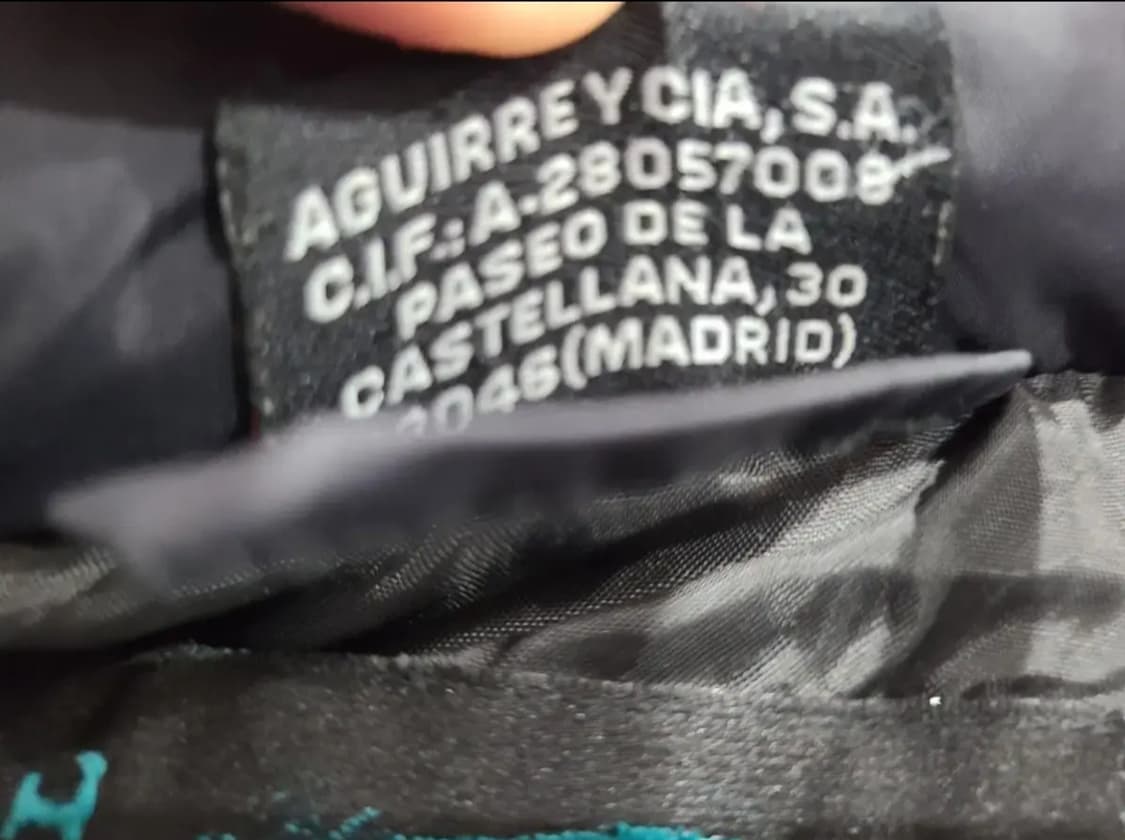 AGUIRRE Y CIA, S.A.
C.I.F.: A-28057008
PASEO DE LA
CASTELLANA, 30
(MADRID)